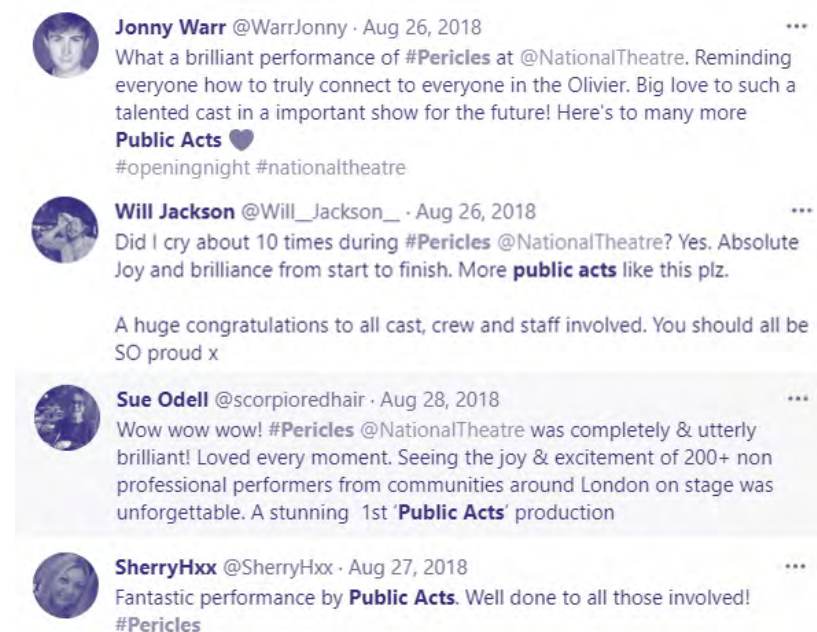 Jonny Warr @WarrJonny · Aug 26, 2018
What a brilliant performance of #Pericles at @NationalTheatre. Reminding
everyone how to truly connect to everyone in the Olivier. Big love to such a
talented cast in a important show for the future! Here's to many more
Public Acts 💜
#openingnight #nationaltheatre
Will Jackson @Will__Jackson__ · Aug 26, 2018
Did I cry about 10 times during #Pericles @NationalTheatre? Yes. Absolute
Joy and brilliance from start to finish. More public acts like this plz.
A huge congratulations to all cast, crew and staff involved. You should all be
SO proud x
Sue Odell @scorpioredhair · Aug 28, 2018
Wow wow wow! #Pericles @NationalTheatre was completely & utterly
brilliant! Loved every moment. Seeing the joy & excitement of 200+ non
professional performers from communities around London on stage was
unforgettable. A stunning 1st 'Public Acts' production
SherryHxx @SherryHxx · Aug 27, 2018
Fantastic performance by Public Acts. Well done to all those involved!
#Pericles